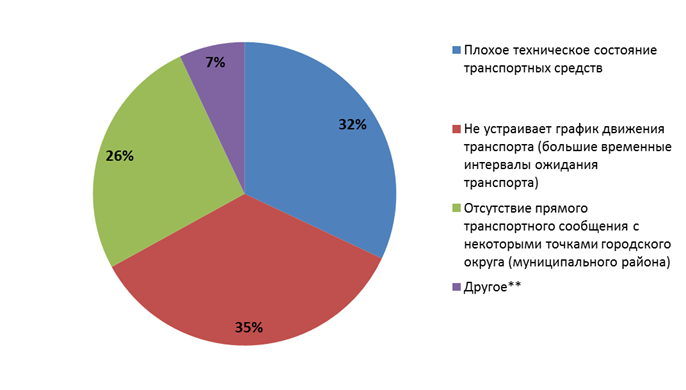 7%
32%
26%
35%
Плохое техническое состояние
транспортных средств
Не устраивает график движения
транспорта (большие временные
интервалы ожидания
транспорта)
Отсутствие прямого
транспортного сообщения с
некоторыми точками городского
округа (муниципального района)
Другое**